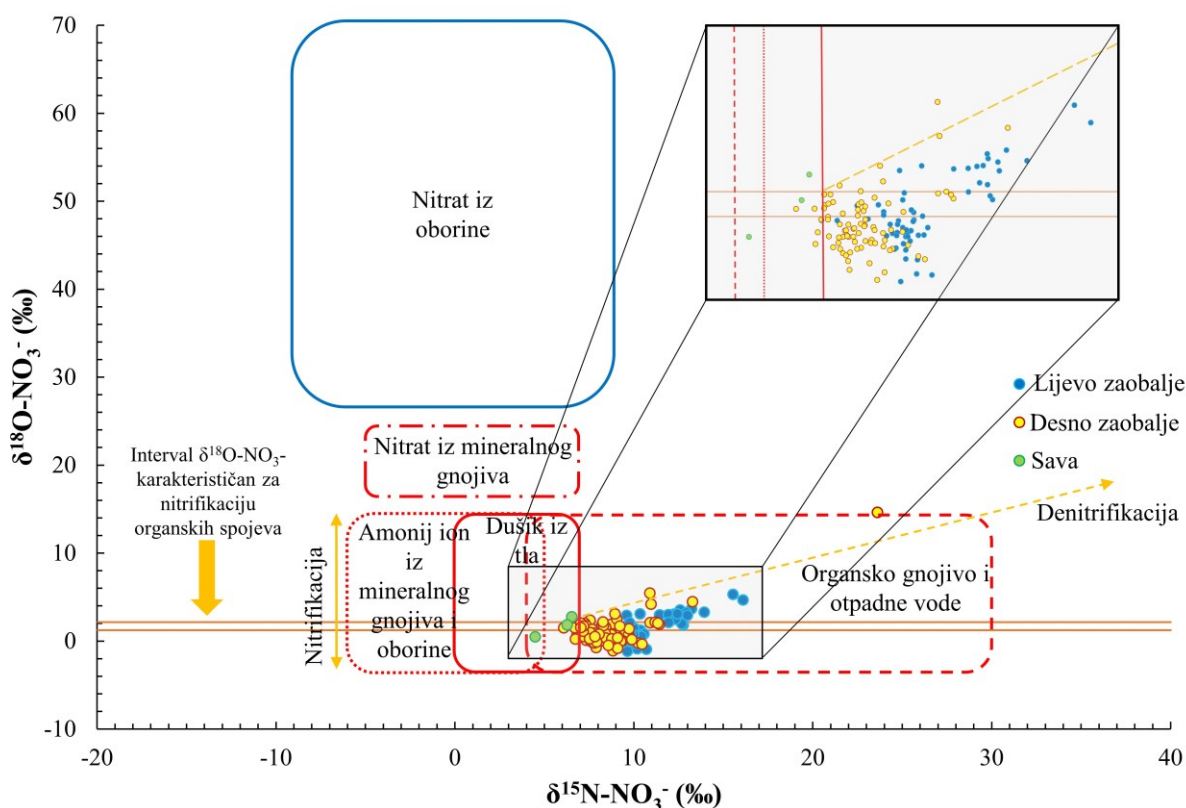 δ¹⁸O-NO₃⁻ (‰)
70
60
50
40
30
20
10
0
-10
Nitrat iz
oborine
Lijevo zaobalje
Desno zaobalje
Sava
Nitrat iz mineralnog
gnojiva
Interval δ¹⁸O-NO₃-
karakterističan za
nitrifikaciju
organskih spojeva
Nitrifikacija
Amonij ion
iz
mineralnog
gnojiva i
oborine
Dušik iz
tla
Organsko gnojivo i
otpadne vode
Denitrifikacija
-20
-10
0
10
20
30
40
δ¹⁵N-NO₃⁻ (‰)